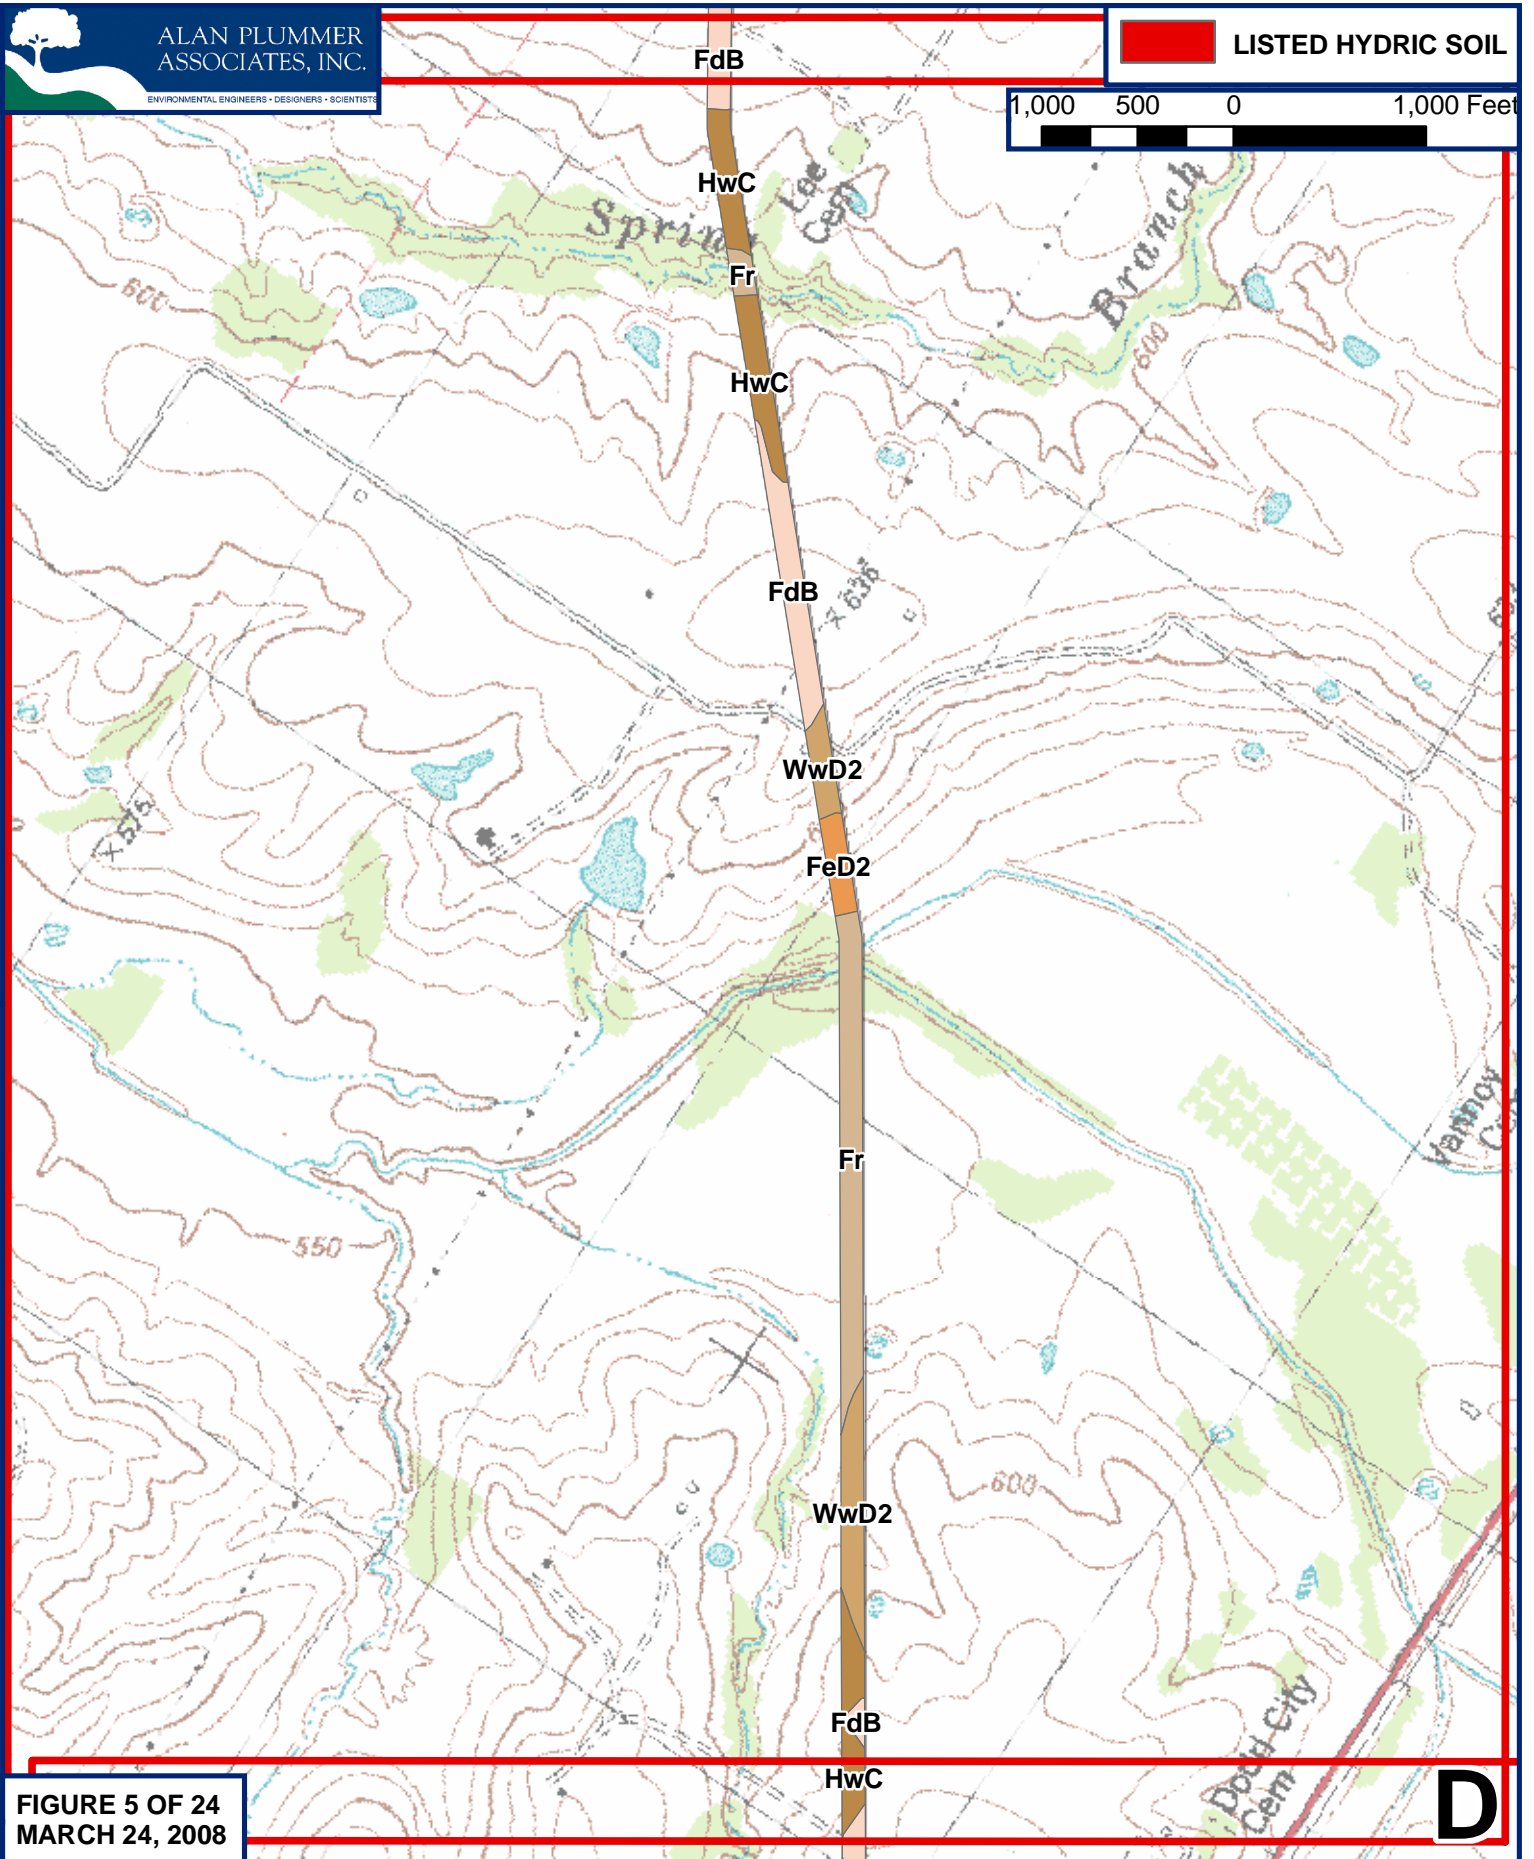 ALAN PLUMMER
ASSOCIATES, INC.
ENVIRONMENTAL ENGINEERS • DESIGNERS • SCIENTISTS
LISTED HYDRIC SOIL
1,000 500 0 1,000 Feet
FdB
HwC
Loe
Cem
Spring
Branch
Fr
600
600
HwC
FdB
X 636
WwD2
X 576
FeD2
Vannoy
Fr
550
600
WwD2
FdB
HwC
Dodd City
Cem
D
FIGURE 5 OF 24
MARCH 24, 2008